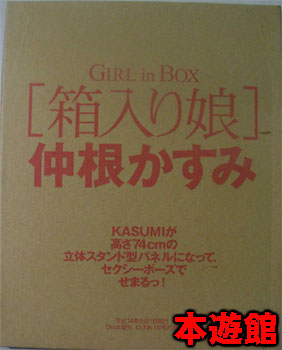 GIRL in BOX
[箱入り娘]
仲根かすみ
KASUMIが
高さ74cmの
立体スタンド型パネルになって、
セクシーポーズで
せまるっ!
本遊館